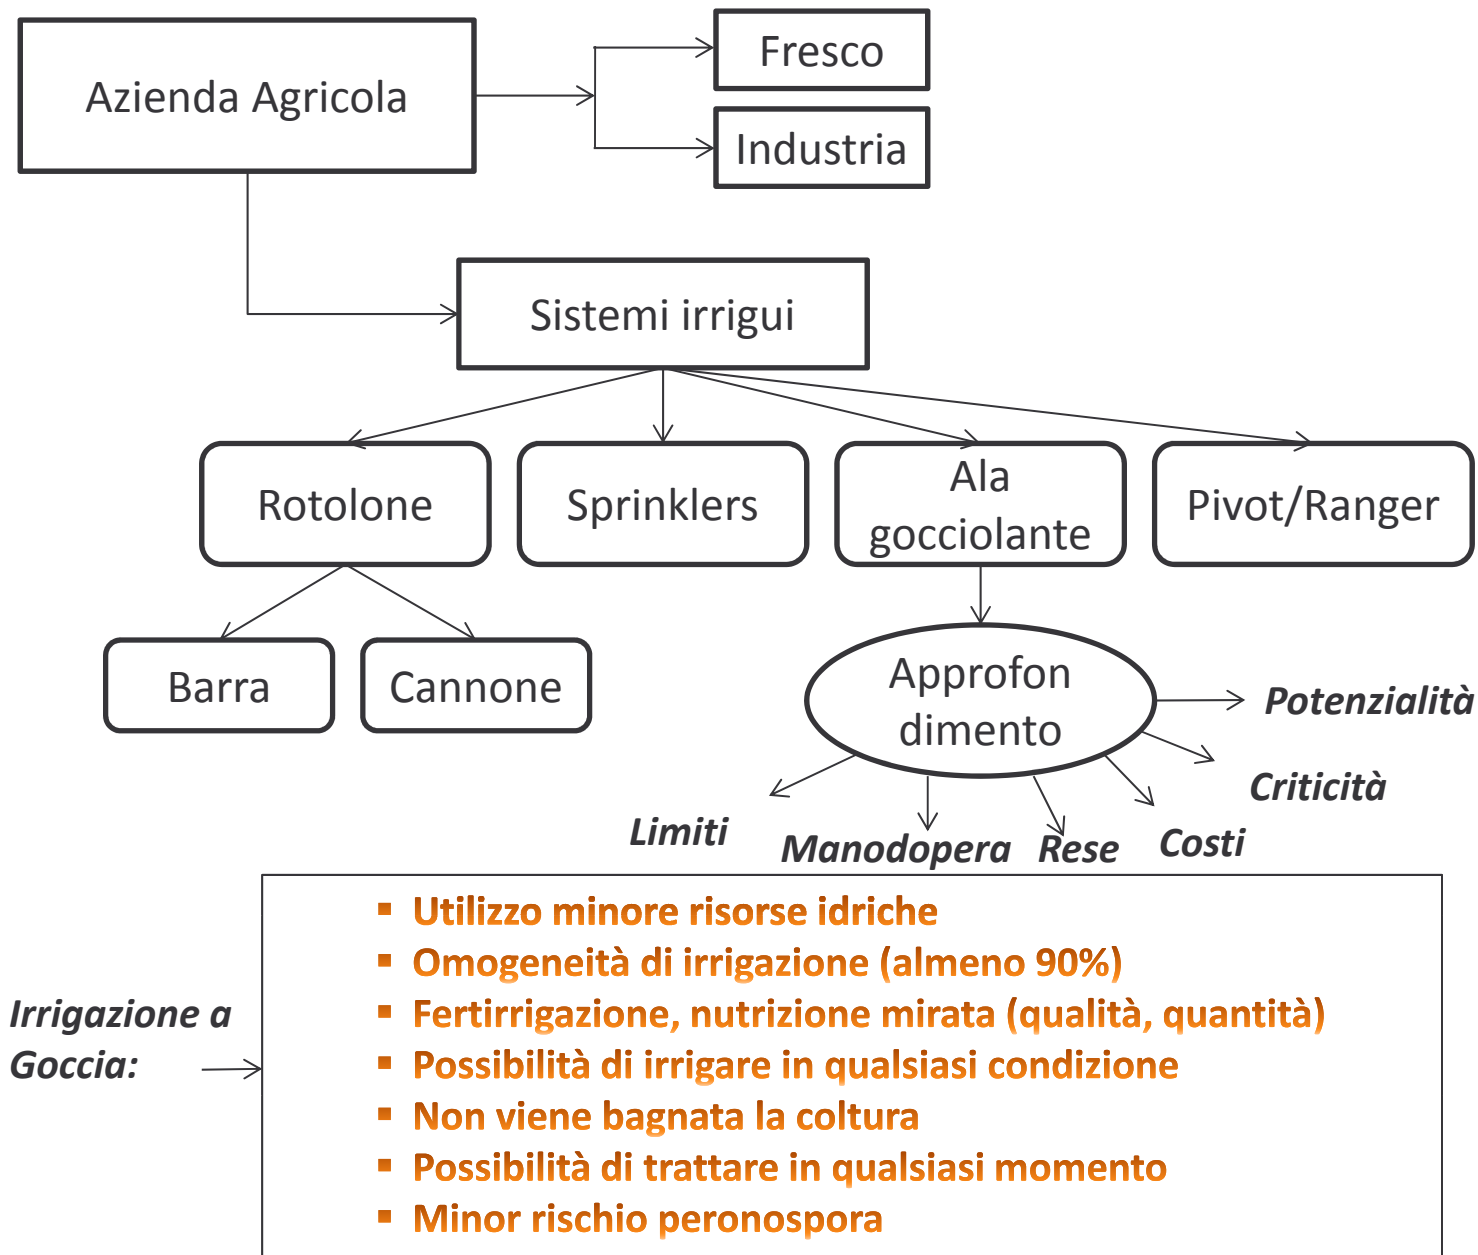 Azienda Agricola
Fresco
Industria
Sistemi irrigui
Rotolone
Sprinklers
Ala
gocciolante
Pivot/Ranger
Barra
Cannone
Approfon
dimento
Potenzialità
Criticità
Limiti
Manodopera
Rese
Costi
Irrigazione a
Goccia:
▪ Utilizzo minore risorse idriche
▪ Omogeneità di irrigazione (almeno 90%)
▪ Fertirrigazione, nutrizione mirata (qualità, quantità)
▪ Possibilità di irrigare in qualsiasi condizione
▪ Non viene bagnata la coltura
▪ Possibilità di trattare in qualsiasi momento
▪ Minor rischio peronospora